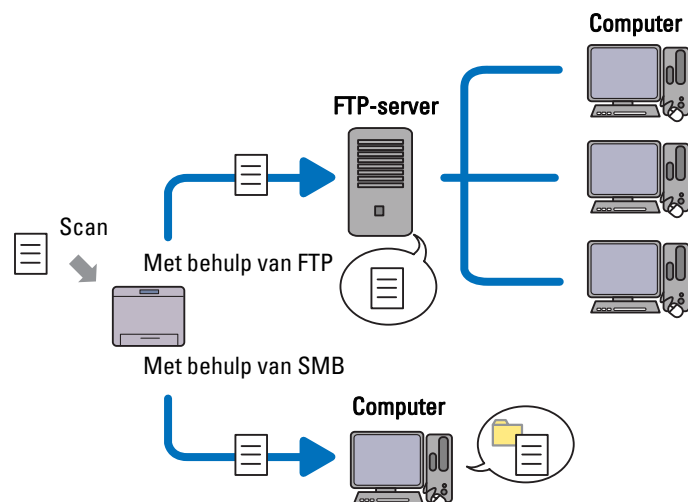 Computer
FTP-server
Scan
Met behulp van FTP
Met behulp van SMB
Computer